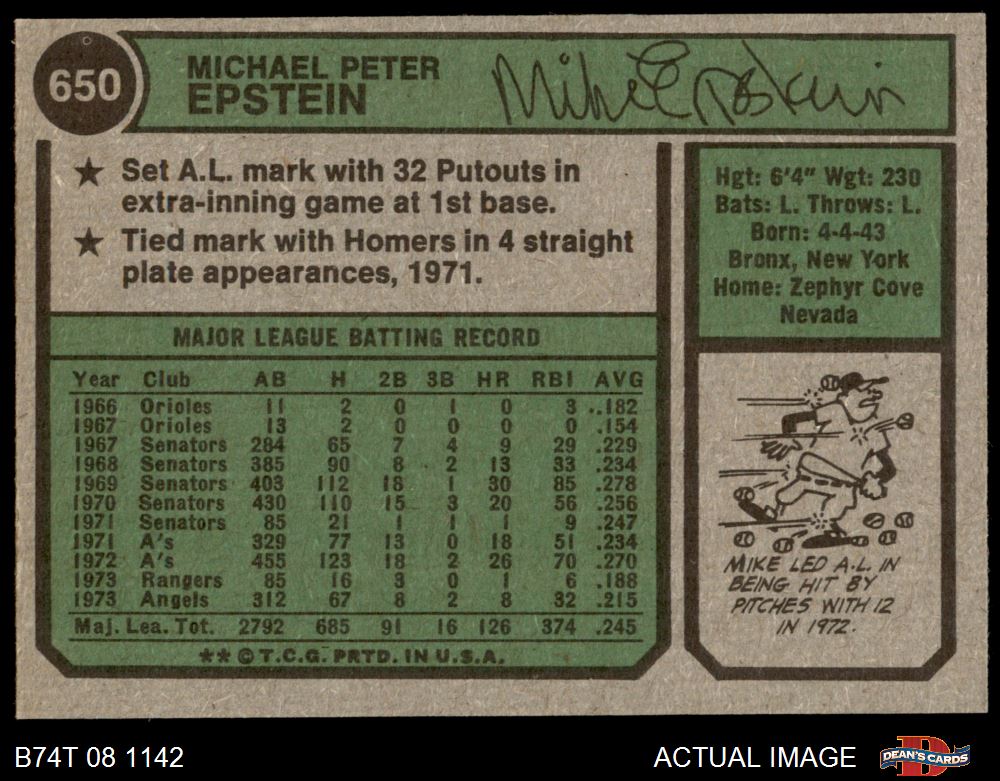 650
MICHAEL PETER
EPSTEIN
Mike Epstein
★ Set A.L. mark with 32 Putouts in
extra-inning game at 1st base.
★ Tied mark with Homers in 4 straight
plate appearances, 1971.
Hgt: 6'4" Wgt: 230
Bats: L. Throws: L.
Born: 4-4-43
Bronx, New York
Home: Zephyr Cove
Nevada
MAJOR LEAGUE BATTING RECORD
Year Club AB H 2B 3B HR RBI AVG
1966 Orioles 11 2 0 1 0 3 ..182
1967 Orioles 13 2 0 0 0 0 .154
1967 Senators 284 65 7 4 9 29 .229
1968 Senators 385 90 8 2 13 33 .234
1969 Senators 403 112 18 1 30 85 .278
1970 Senators 430 110 15 3 20 56 .256
1971 Senators 85 21 1 1 1 9 .247
1971 A's 329 77 13 0 18 51 .234
1972 A's 455 123 18 2 26 70 .270
1973 Rangers 85 16 3 0 1 6 .188
1973 Angels 312 67 8 2 8 32 .215
Maj. Lea. Tot. 2792 685 91 16 126 374 .245
** © T.C.G. PRTD. IN U.S.A.
MIKE LED A.L. IN
BEING HIT BY
PITCHES WITH 12
IN 1972.
B74T 08 1142
ACTUAL IMAGE
DEAN'S CARDS